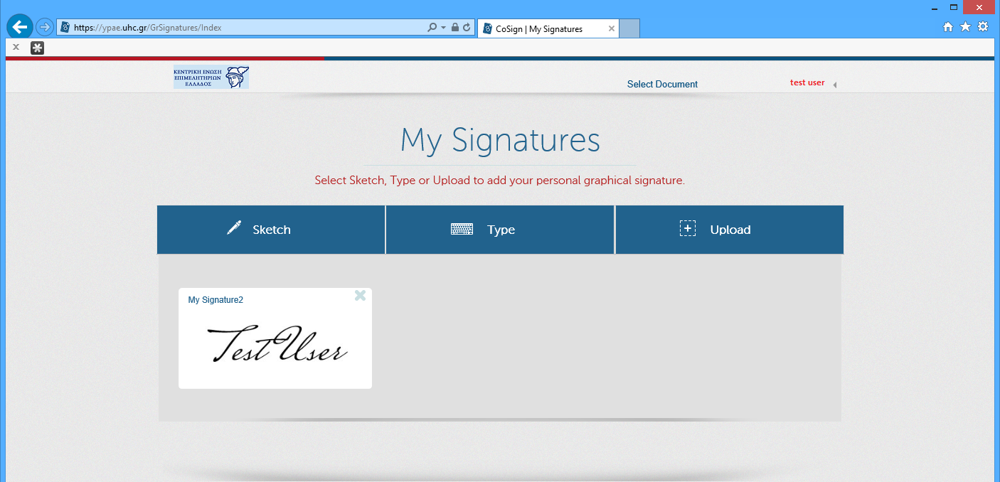 https://ypae.uhc.gr/GrSignatures/Index
CoSign | My Signatures
ΚΕΝΤΡΙΚΗ ΕΝΩΣΗ
ΕΠΙΜΕΛΗΤΗΡΙΩΝ
ΕΛΛΑΔΟΣ
Select Document
test user
My Signatures
Select Sketch, Type or Upload to add your personal graphical signature.
Sketch
Type
Upload
My Signature2
Test User